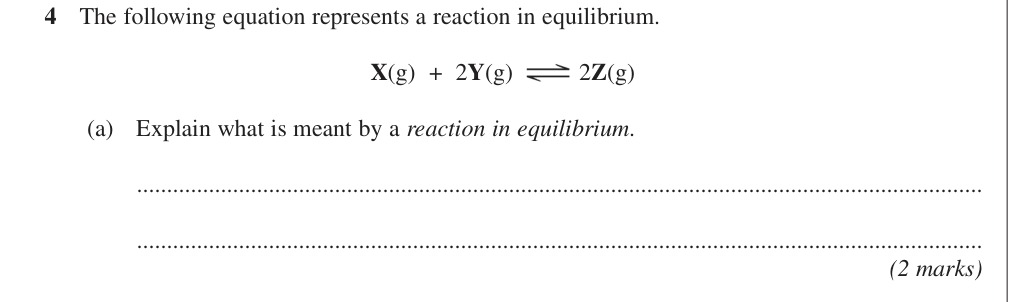 4 The following equation represents a reaction in equilibrium.
X(g) + 2Y(g) ⇌ 2Z(g)
(a) Explain what is meant by a reaction in equilibrium.
....................................................................................................
....................................................................................................
(2 marks)